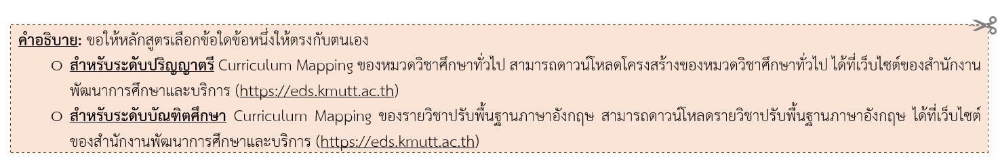 คำอธิบาย: ขอให้หลักสูตรเลือกข้อใดข้อหนึ่งให้ตรงกับตนเอง
O สำหรับระดับปริญญาตรี Curriculum Mapping ของหมวดวิชาศึกษาทั่วไป สามารถดาวน์โหลดโครงสร้างของหมวดวิชาศึกษาทั่วไป ได้ที่เว็บไซต์ของสำนักงาน
พัฒนาการศึกษาและบริการ (https://eds.kmutt.ac.th)
O สำหรับระดับบัณฑิตศึกษา Curriculum Mapping ของรายวิชาปรับพื้นฐานภาษาอังกฤษ สามารถดาวน์โหลดรายวิชาปรับพื้นฐานภาษาอังกฤษ ได้ที่เว็บไซต์
ของสำนักงานพัฒนาการศึกษาและบริการ (https://eds.kmutt.ac.th)